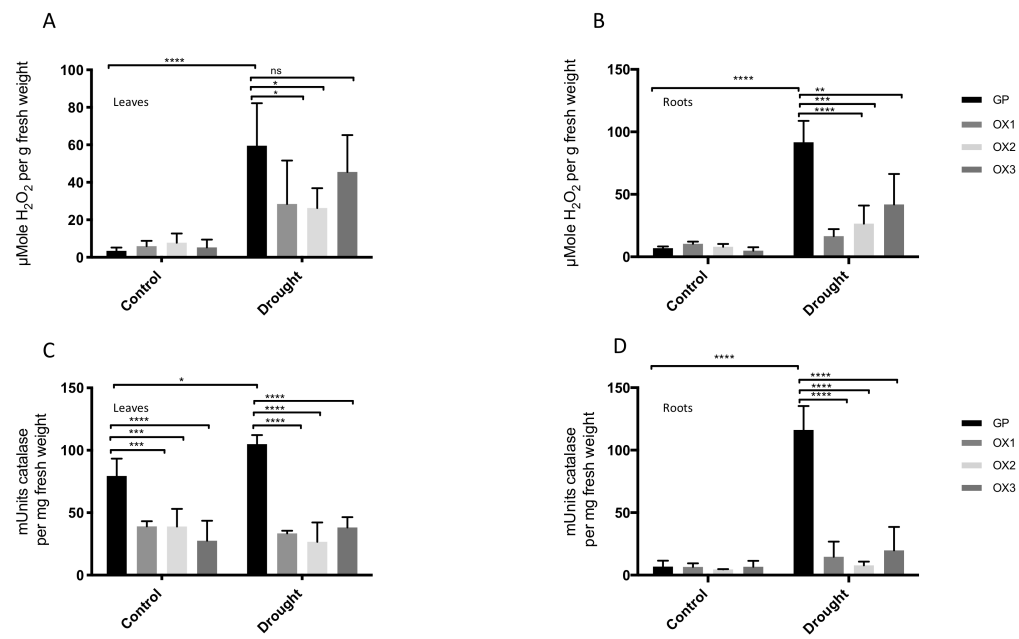 A
µMole H2O2 per g fresh weight
100
80
60
40
20
0
Leaves
****
ns
*
*
Control
Drought
B
µMole H2O2 per g fresh weight
150
100
50
0
Roots
****
**
***
****
Control
Drought
GP
OX1
OX2
OX3
C
mUnits catalase
per mg fresh weight
150
100
50
0
Leaves
*
****
***
***
****
****
****
Control
Drought
D
mUnits catalase
per mg fresh weight
150
100
50
0
Roots
****
****
****
****
Control
Drought
GP
OX1
OX2
OX3